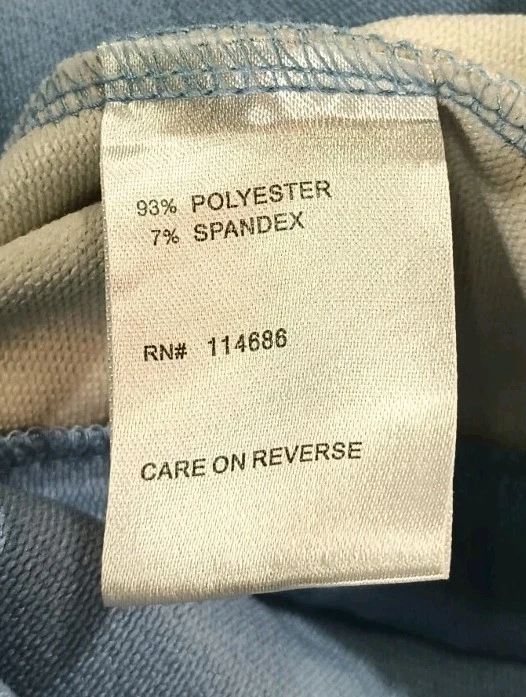 93% POLYESTER
7% SPANDEX
RN# 114686
CARE ON REVERSE